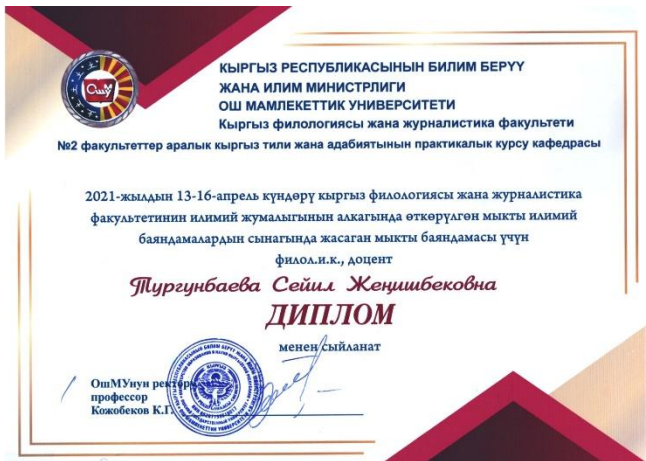 КЫРГЫЗ РЕСПУБЛИКАСЫНЫН БИЛИМ БЕРҮҮ
ЖАНА ИЛИМ МИНИСТРЛИГИ
ОШ МАМЛЕКЕТТИК УНИВЕРСИТЕТИ
Кыргыз филологиясы жана журналистика факультети
№2 факультеттер аралык кыргыз тили жана адабиятынын практикалык курсу кафедрасы
ОшМУ
2021-жылдын 13-16-апрель күндөрү кыргыз филологиясы жана журналистика
факультетинин илимий жумалыгынын алкагында өткөрүлгөн мыкты илимий
баяндамалардын сынагында жасаган мыкты баяндамасы үчүн
филол.и.к., доцент
Тургунбаева Сейил Жеңишбековна
ДИПЛОМ
менен сыйланат
ОшМУнун ректору
профессор
Кожобеков К.Г.